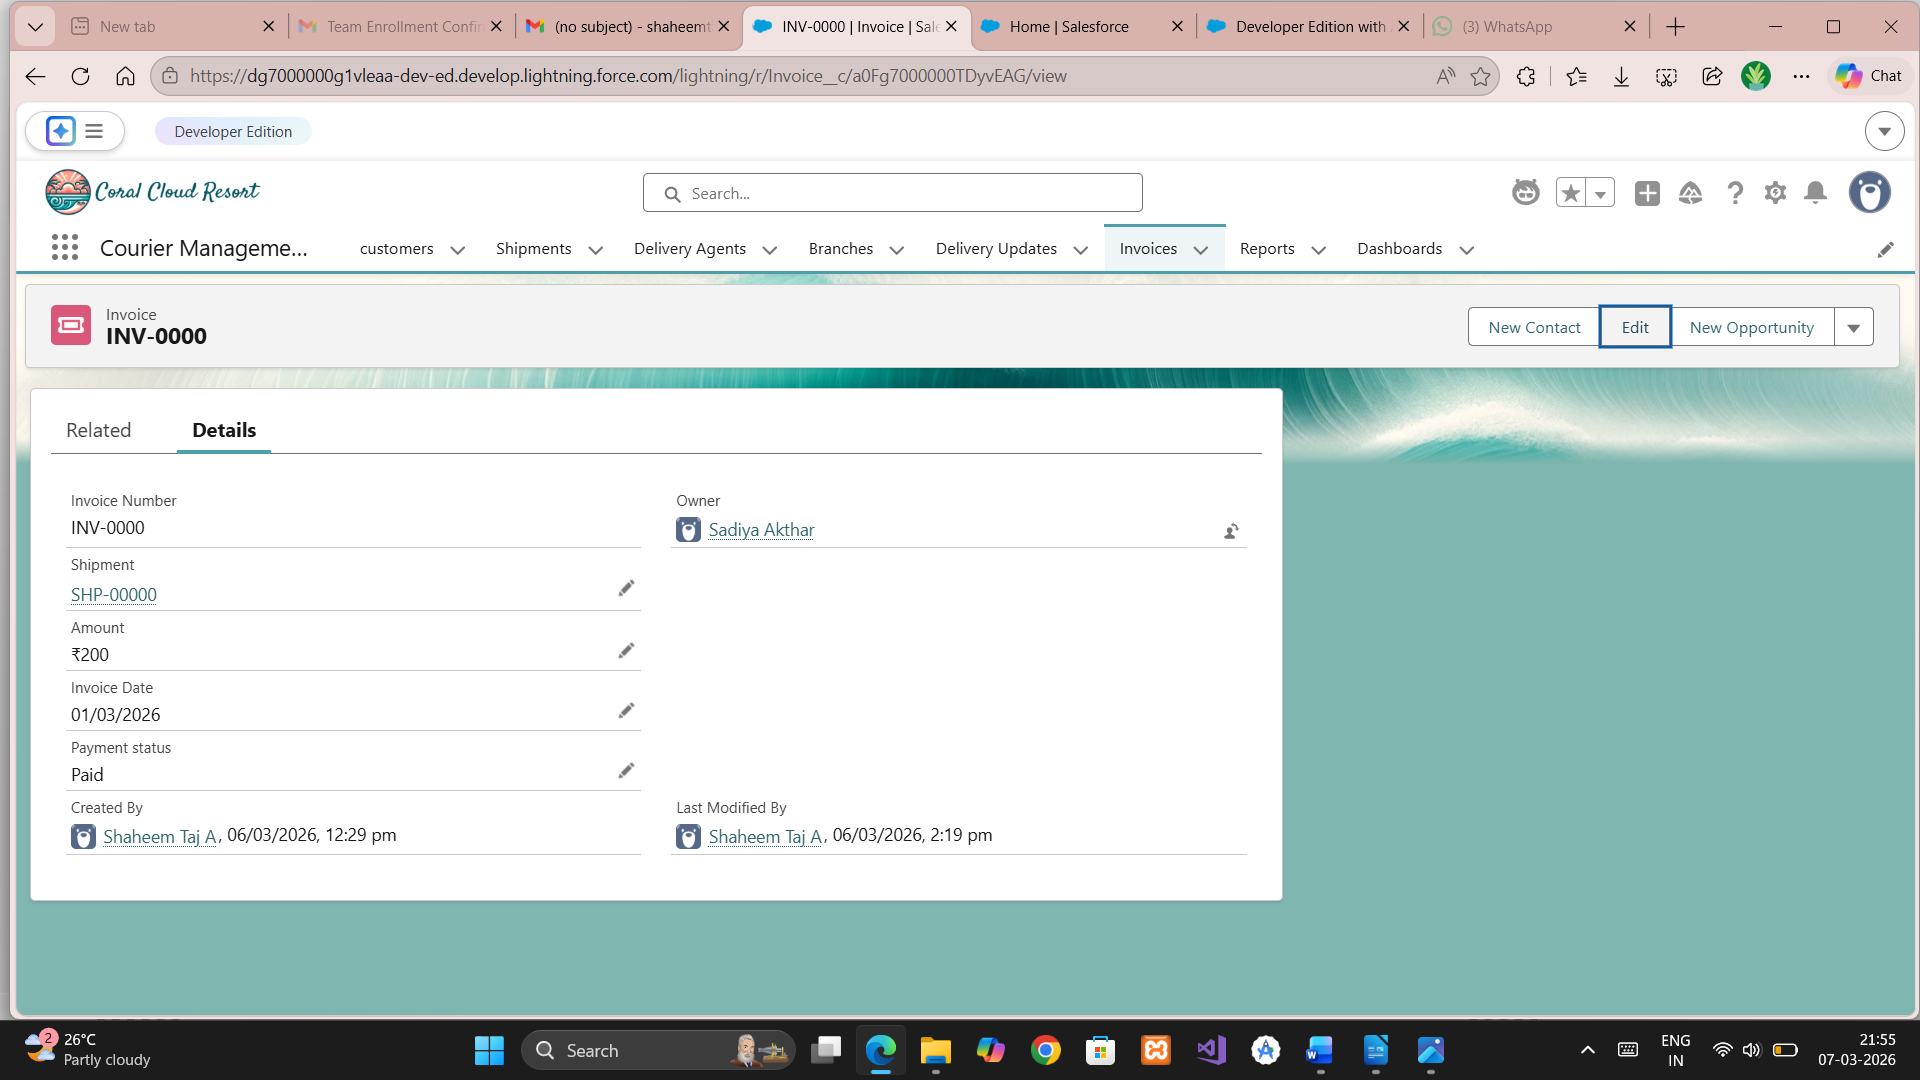 New tab
Team Enrollment Confir
(no subject) - shaheemt
INV-0000 | Invoice | Sale
Home | Salesforce
Developer Edition with
(3) WhatsApp
https://dg7000000g1vleaa-dev-ed.develop.lightning.force.com/lightning/r/Invoice__c/a0Fg7000000TDyvEAG/view
Chat
Developer Edition
Coral Cloud Resort
Search...
Courier Manageme...
customers
Shipments
Delivery Agents
Branches
Delivery Updates
Invoices
Reports
Dashboards
Invoice
INV-0000
New Contact
Edit
New Opportunity
Related
Details
Invoice Number
INV-0000
Owner
Sadiya Akthar
Shipment
SHP-00000
Amount
₹200
Invoice Date
01/03/2026
Payment status
Paid
Created By
Shaheem Taj A, 06/03/2026, 12:29 pm
Last Modified By
Shaheem Taj A, 06/03/2026, 2:19 pm
2
26°C
Partly cloudy
Search
ENG
IN
21:55
07-03-2026